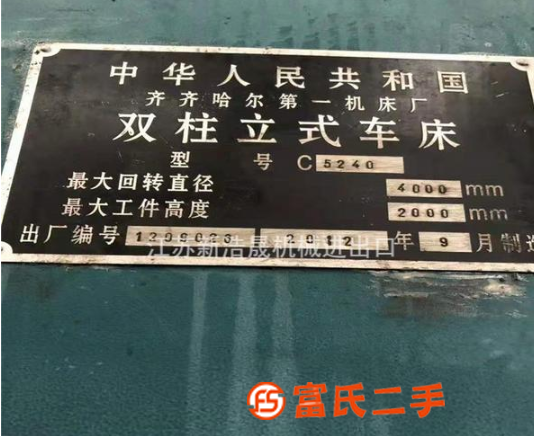 中华人民共和国
齐齐哈尔第一机床厂
双柱立式车床
型号C 5240
最大回转直径 4000 mm
最大工件高度 2000 mm
出厂编号 年 9 月制造
江苏新浩晟机械进出口
FS 富氏二手